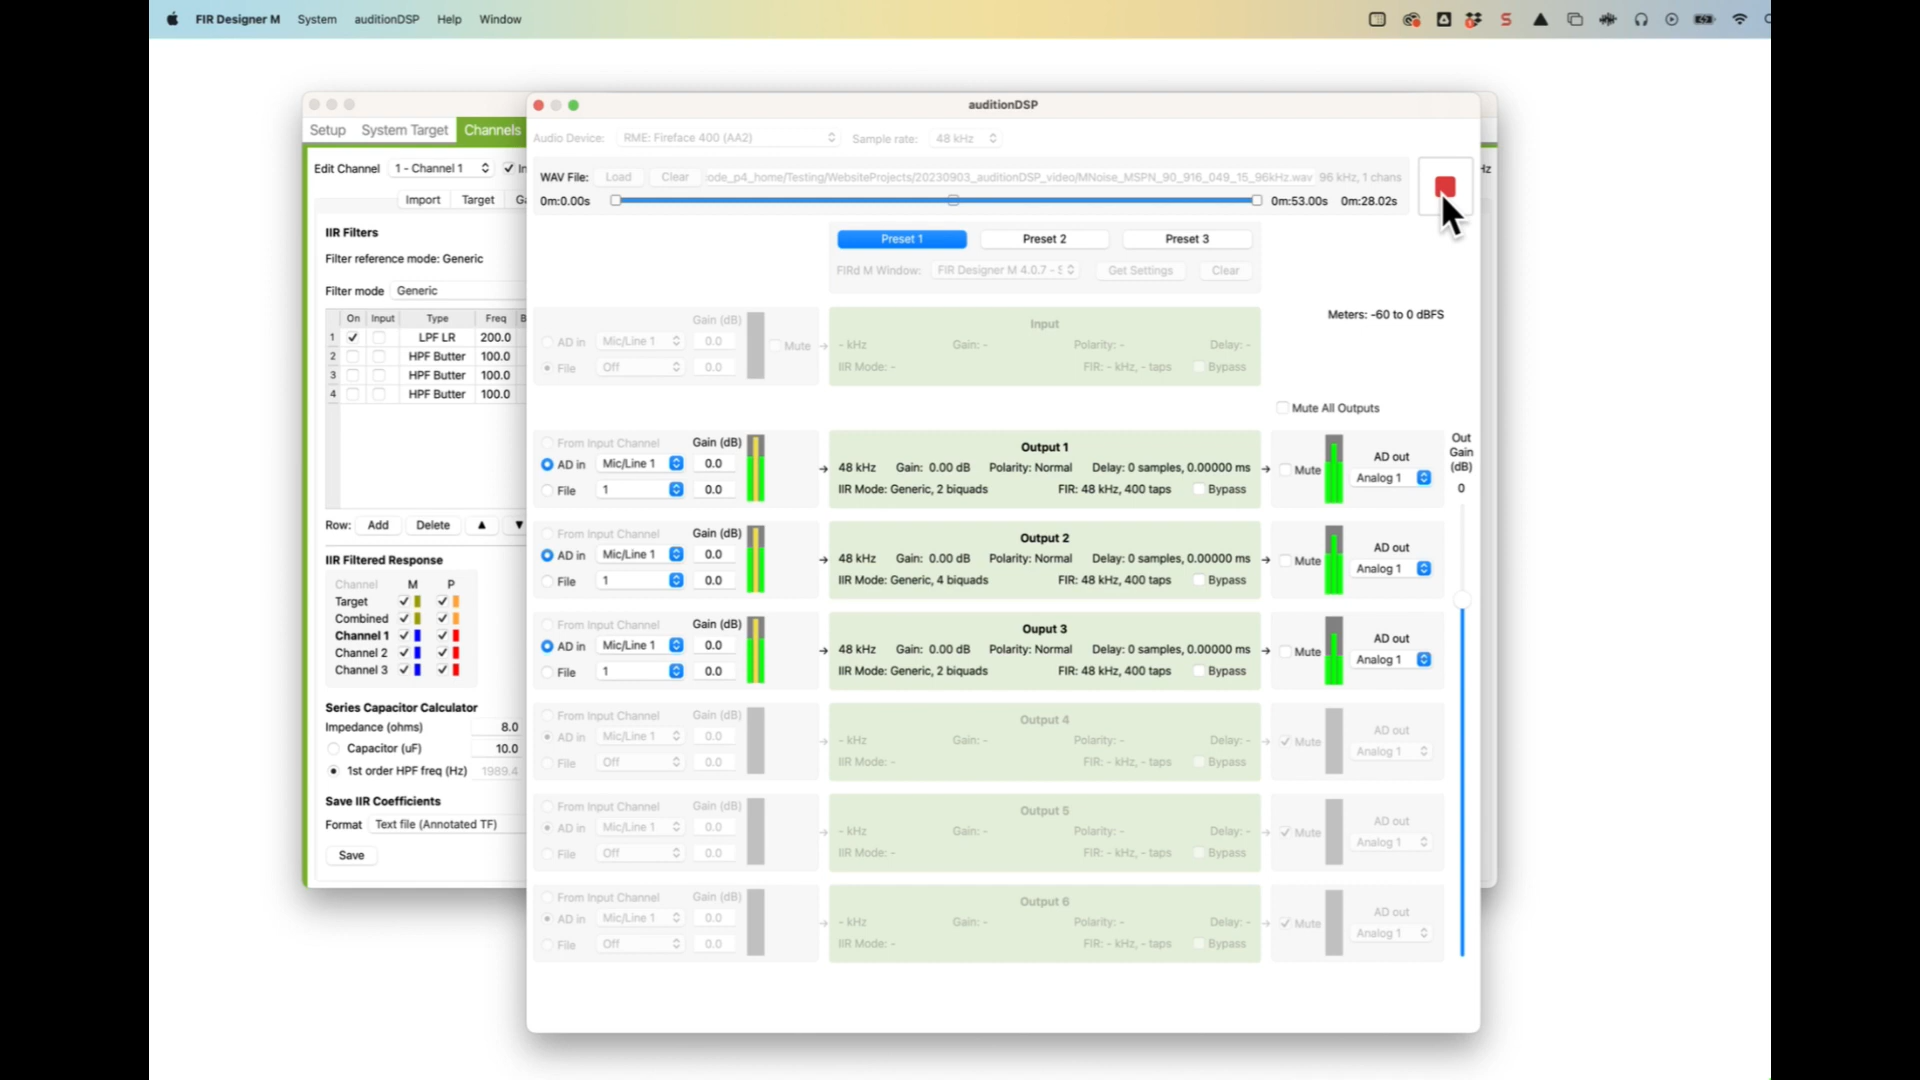 FIR Designer M System auditionDSP Help Window
auditionDSP
Setup System Target Channels
Audio Device: RME: Fireface 400 (AA2) Sample rate: 48 kHz
Edit Channel 1 - Channel 1
WAV File: Load Clear :ode_p4_home/Testing/WebsiteProjects/20230903_auditionDSP_video/MNoise_MSPN_90_916_049_15_96kHz.wav 96 kHz, 1 chans
Hz
0m:0.00s 0m:53.00s 0m:28.02s
Import Target
IIR Filters
Filter reference mode: Generic
Filter mode Generic
On Input Type Freq B
1 LPF LR 200.0
2 HPF Butter 100.0
3 HPF Butter 100.0
4 HPF Butter 100.0
Row: Add Delete ▲ ▼
IIR Filtered Response
Channel M P
Target
Combined
Channel 1
Channel 2
Channel 3
Series Capacitor Calculator
Impedance (ohms) 8.0
Capacitor (uF) 10.0
1st order HPF freq (Hz) 1989.4
Save IIR Coefficients
Format Text file (Annotated TF)
Save
Preset 1 Preset 2 Preset 3
FIRd M Window: FIR Designer M 4.0.7 - S Get Settings Clear
Meters: -60 to 0 dBFS
Gain (dB) Input
AD in Mic/Line 1 0.0 Mute → - kHz Gain: - Polarity: - Delay: -
File Off 0.0 IIR Mode: - FIR: - kHz, - taps Bypass
Mute All Outputs
Out Gain (dB)
0
From Input Channel Gain (dB) Output 1
AD in Mic/Line 1 0.0 → 48 kHz Gain: 0.00 dB Polarity: Normal Delay: 0 samples, 0.00000 ms → Mute AD out Analog 1
File 1 0.0 IIR Mode: Generic, 2 biquads FIR: 48 kHz, 400 taps Bypass
From Input Channel Gain (dB) Output 2
AD in Mic/Line 1 0.0 → 48 kHz Gain: 0.00 dB Polarity: Normal Delay: 0 samples, 0.00000 ms → Mute AD out Analog 1
File 1 0.0 IIR Mode: Generic, 4 biquads FIR: 48 kHz, 400 taps Bypass
From Input Channel Gain (dB) Ouput 3
AD in Mic/Line 1 0.0 → 48 kHz Gain: 0.00 dB Polarity: Normal Delay: 0 samples, 0.00000 ms → Mute AD out Analog 1
File 1 0.0 IIR Mode: Generic, 2 biquads FIR: 48 kHz, 400 taps Bypass
From Input Channel Gain (dB) Output 4
AD in Mic/Line 1 0.0 → - kHz Gain: - Polarity: - Delay: - → Mute AD out Analog 1
File Off 0.0 IIR Mode: - FIR: - kHz, - taps Bypass
From Input Channel Gain (dB) Output 5
AD in Mic/Line 1 0.0 → - kHz Gain: - Polarity: - Delay: - → Mute AD out Analog 1
File Off 0.0 IIR Mode: - FIR: - kHz, - taps Bypass
From Input Channel Gain (dB) Output 6
AD in Mic/Line 1 0.0 → - kHz Gain: - Polarity: - Delay: - → Mute AD out Analog 1
File Off 0.0 IIR Mode: - FIR: - kHz, - taps Bypass